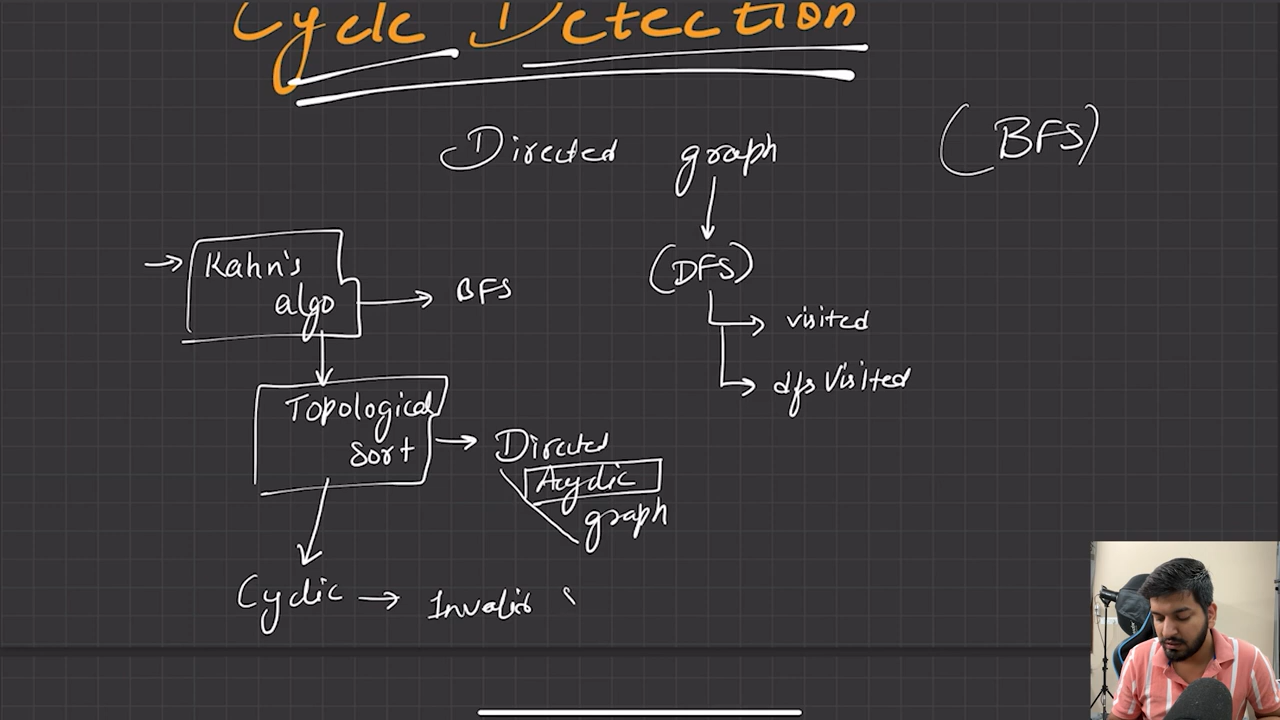 Cycle Detection
Directed graph
(BFS)
Kahn's
algo
BFS
(DFS)
visited
dfsVisited
Topological
Sort
Directed
Acyclic
graph
Cyclic → Invalid